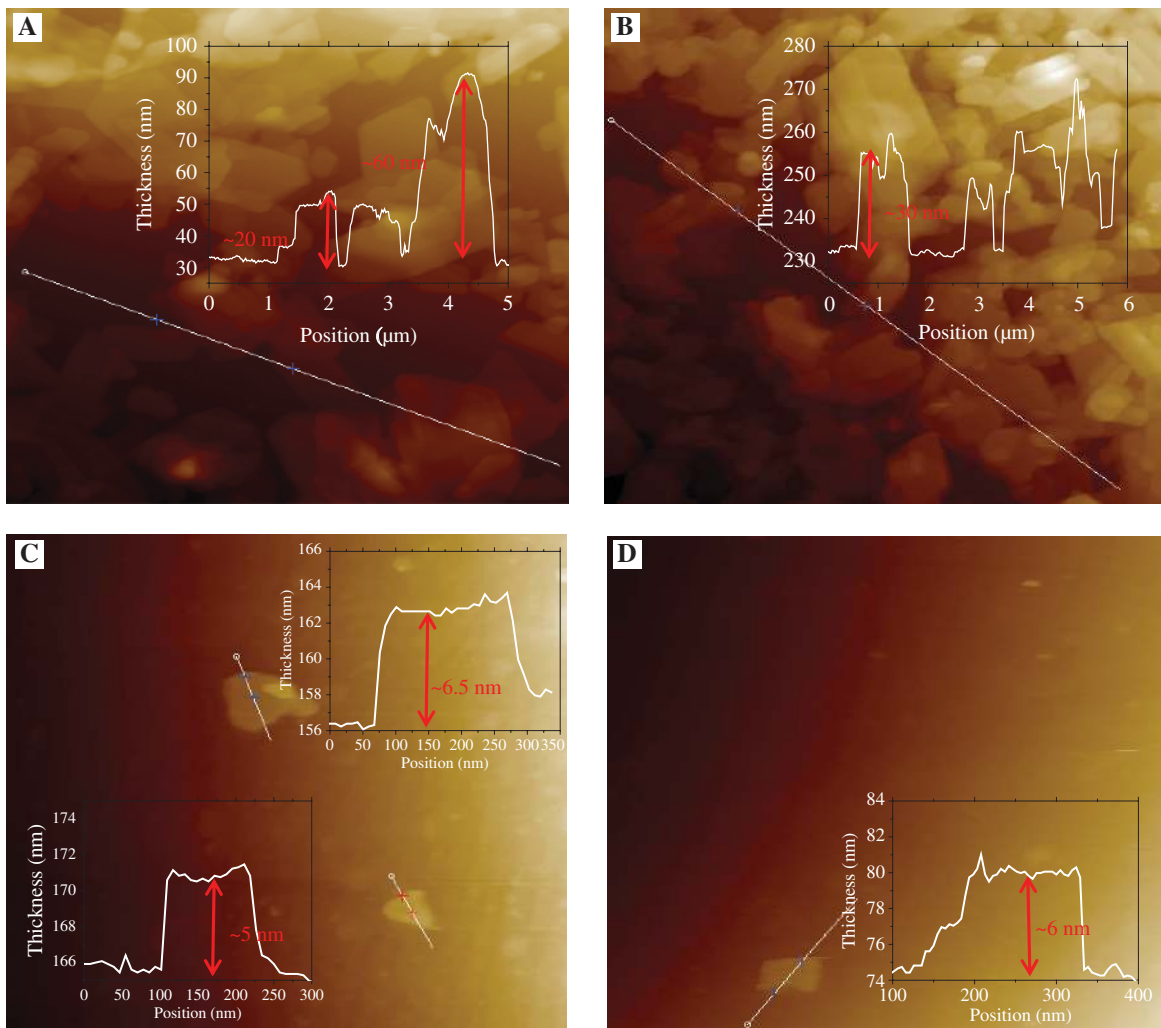 A
100
90
80
70
60
50
40
30
Thickness (nm)
~20 nm
~60 nm
0 1 2 3 4 5
Position (µm)
B
280
270
260
250
240
230
Thickness (nm)
~30 nm
0 1 2 3 4 5 6
Position (µm)
C
166
164
162
160
158
156
Thickness (nm)
~6.5 nm
0 50 100 150 200 250 300 350
Position (nm)
174
172
170
168
166
Thickness (nm)
~5 nm
0 50 100 150 200 250 300
Position (nm)
D
84
82
80
78
76
74
Thickness (nm)
~6 nm
100 200 300 400
Position (nm)